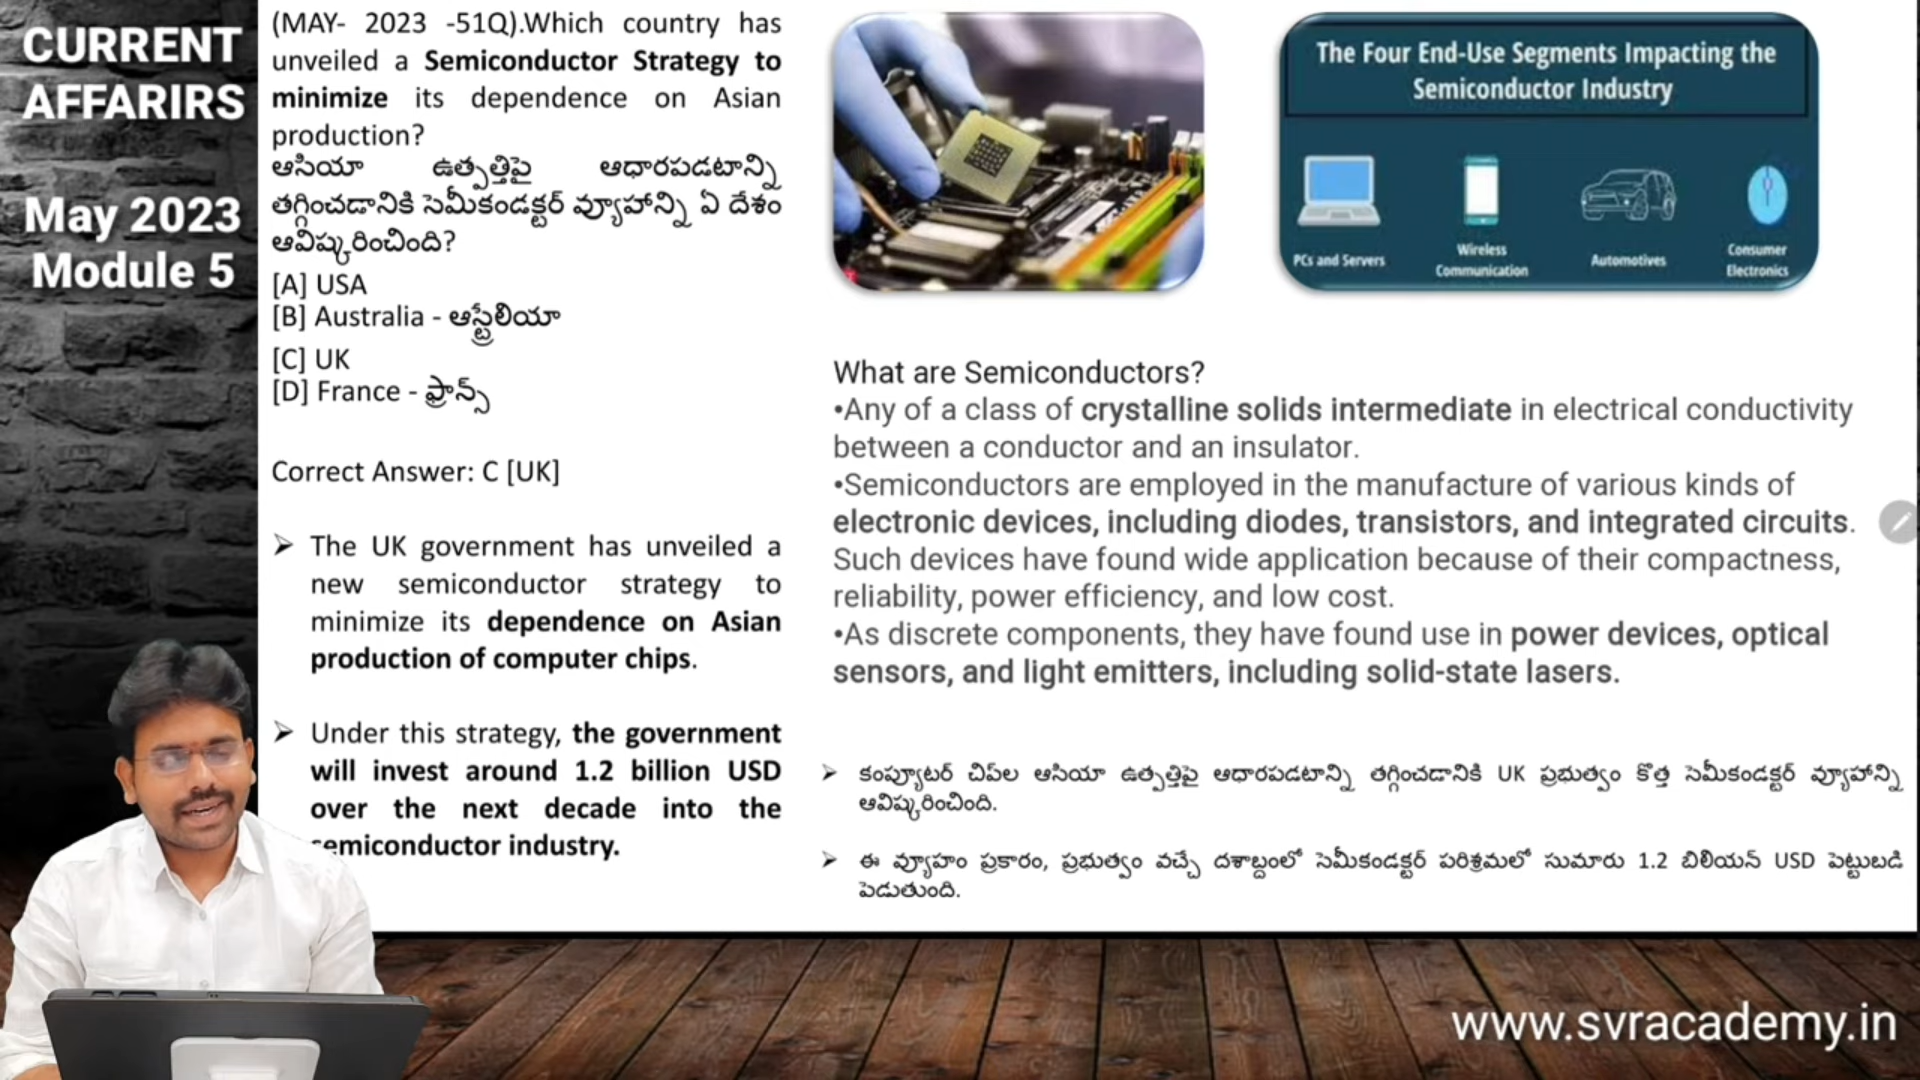 CURRENT
AFFARIRS
May 2023
Module 5
(MAY- 2023 -51Q).Which country has
unveiled a Semiconductor Strategy to
minimize its dependence on Asian
production?
ఆసియా ఉత్పత్తిపై ఆధారపడటాన్ని
తగ్గించడానికి సెమీకండక్టర్ వ్యూహాన్ని ఏ దేశం
ఆవిష్కరించింది?
[A] USA
[B] Australia - ఆస్ట్రేలియా
[C] UK
[D] France - ఫ్రాన్స్
Correct Answer: C [UK]
➢ The UK government has unveiled a
new semiconductor strategy to
minimize its dependence on Asian
production of computer chips.
➢ Under this strategy, the government
will invest around 1.2 billion USD
over the next decade into the
semiconductor industry.
The Four End-Use Segments Impacting the
Semiconductor Industry
PCs and Servers
Wireless
Communication
Automotives
Consumer
Electronics
What are Semiconductors?
•Any of a class of crystalline solids intermediate in electrical conductivity
between a conductor and an insulator.
•Semiconductors are employed in the manufacture of various kinds of
electronic devices, including diodes, transistors, and integrated circuits.
Such devices have found wide application because of their compactness,
reliability, power efficiency, and low cost.
•As discrete components, they have found use in power devices, optical
sensors, and light emitters, including solid-state lasers.
➢ కంప్యూటర్ చిప్‌ల ఆసియా ఉత్పత్తిపై ఆధారపడటాన్ని తగ్గించడానికి UK ప్రభుత్వం కొత్త సెమీకండక్టర్ వ్యూహాన్ని
ఆవిష్కరించింది.
➢ ఈ వ్యూహం ప్రకారం, ప్రభుత్వం వచ్చే దశాబ్దంలో సెమీకండక్టర్ పరిశ్రమలో సుమారు 1.2 బిలియన్ USD పెట్టుబడి
పెడుతుంది.
www.svracademy.in